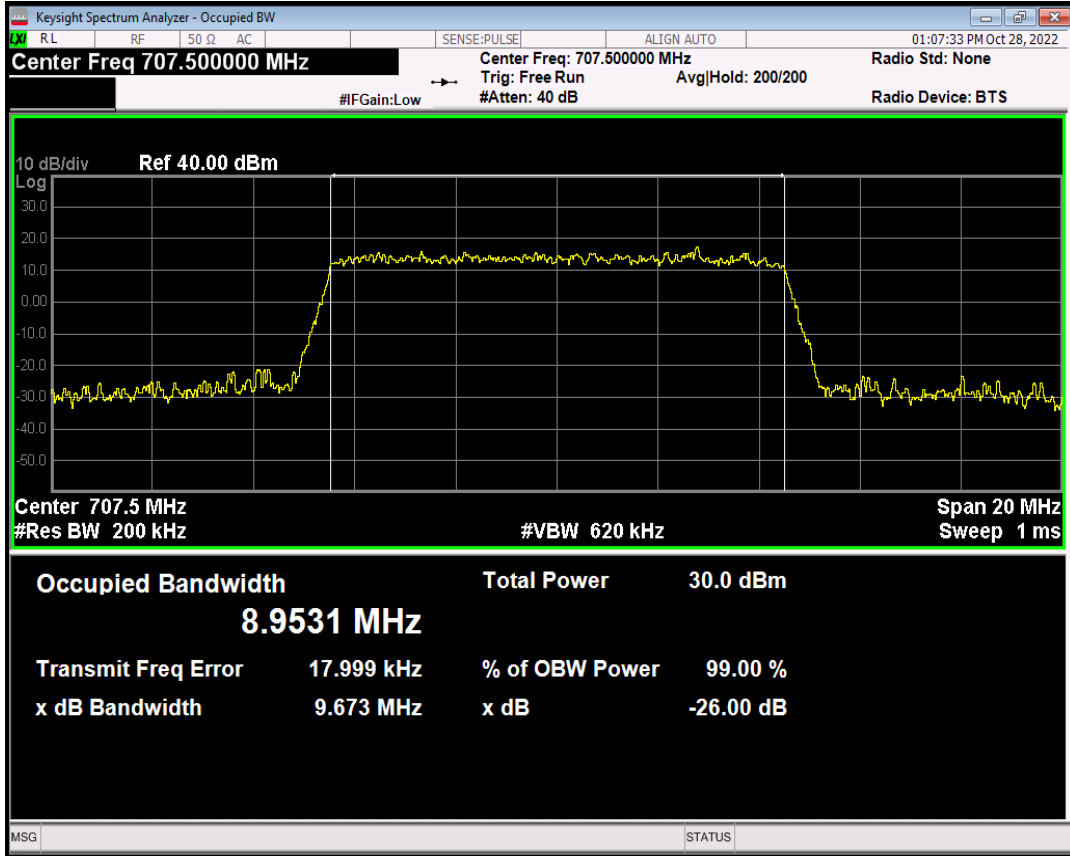 Keysight Spectrum Analyzer - Occupied BW
LXI RL RF 50 Ω AC SENSE:PULSE ALIGN AUTO 01:07:33 PM Oct 28, 2022
Center Freq 707.500000 MHz Center Freq: 707.500000 MHz Radio Std: None
Trig: Free Run Avg|Hold: 200/200
#IFGain:Low #Atten: 40 dB Radio Device: BTS
10 dB/div Ref 40.00 dBm
Log
30.0
20.0
10.0
0.00
-10.0
-20.0
-30.0
-40.0
-50.0
Center 707.5 MHz Span 20 MHz
#Res BW 200 kHz #VBW 620 kHz Sweep 1 ms
Occupied Bandwidth Total Power 30.0 dBm
8.9531 MHz
Transmit Freq Error 17.999 kHz % of OBW Power 99.00 %
x dB Bandwidth 9.673 MHz x dB -26.00 dB
MSG STATUS